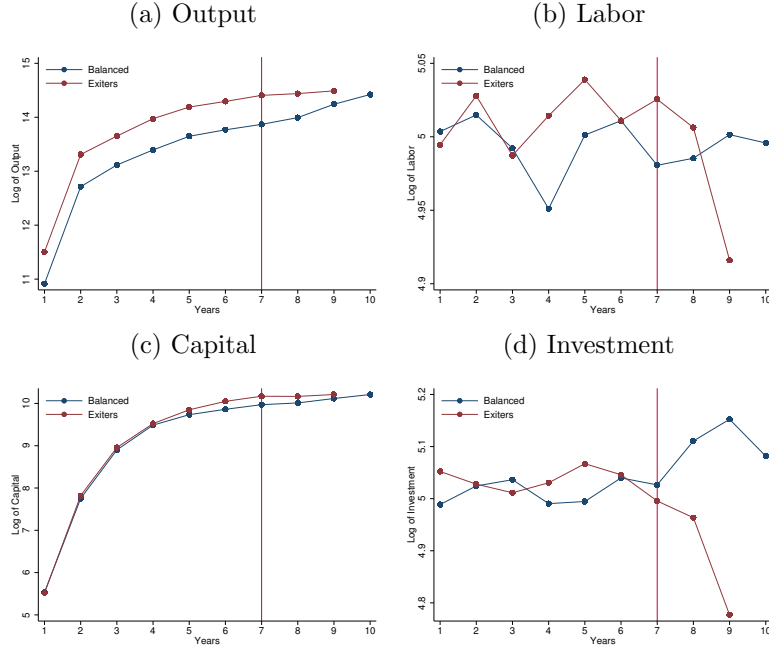 (a) Output
(b) Labor
Balanced
Exiters
Log of Output
11 12 13 14 15
1 2 3 4 5 6 7 8 9 10
Years
Balanced
Exiters
Log of Labor
4.9 4.95 5 5.05
1 2 3 4 5 6 7 8 9 10
Years
(c) Capital
(d) Investment
Balanced
Exiters
Log of Capital
5 6 7 8 9 10
1 2 3 4 5 6 7 8 9 10
Years
Balanced
Exiters
Log of Investment
4.8 4.9 5 5.1 5.2
1 2 3 4 5 6 7 8 9 10
Years